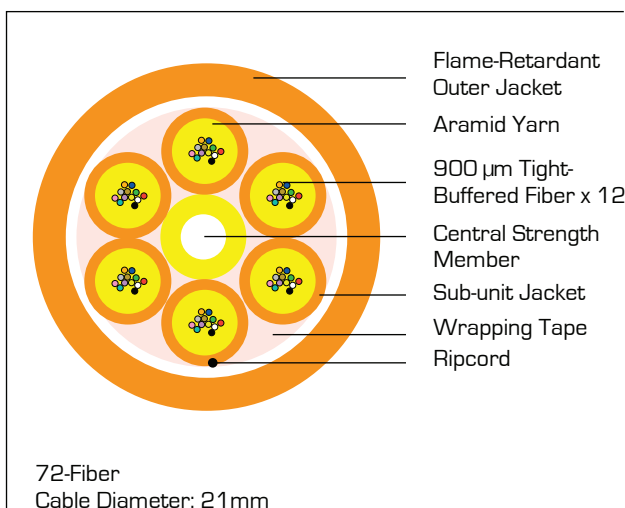 Flame-Retardant
Outer Jacket
Aramid Yarn
900 µm Tight-
Buffered Fiber x 12
Central Strength
Member
Sub-unit Jacket
Wrapping Tape
Ripcord
72-Fiber
Cable Diameter: 21mm